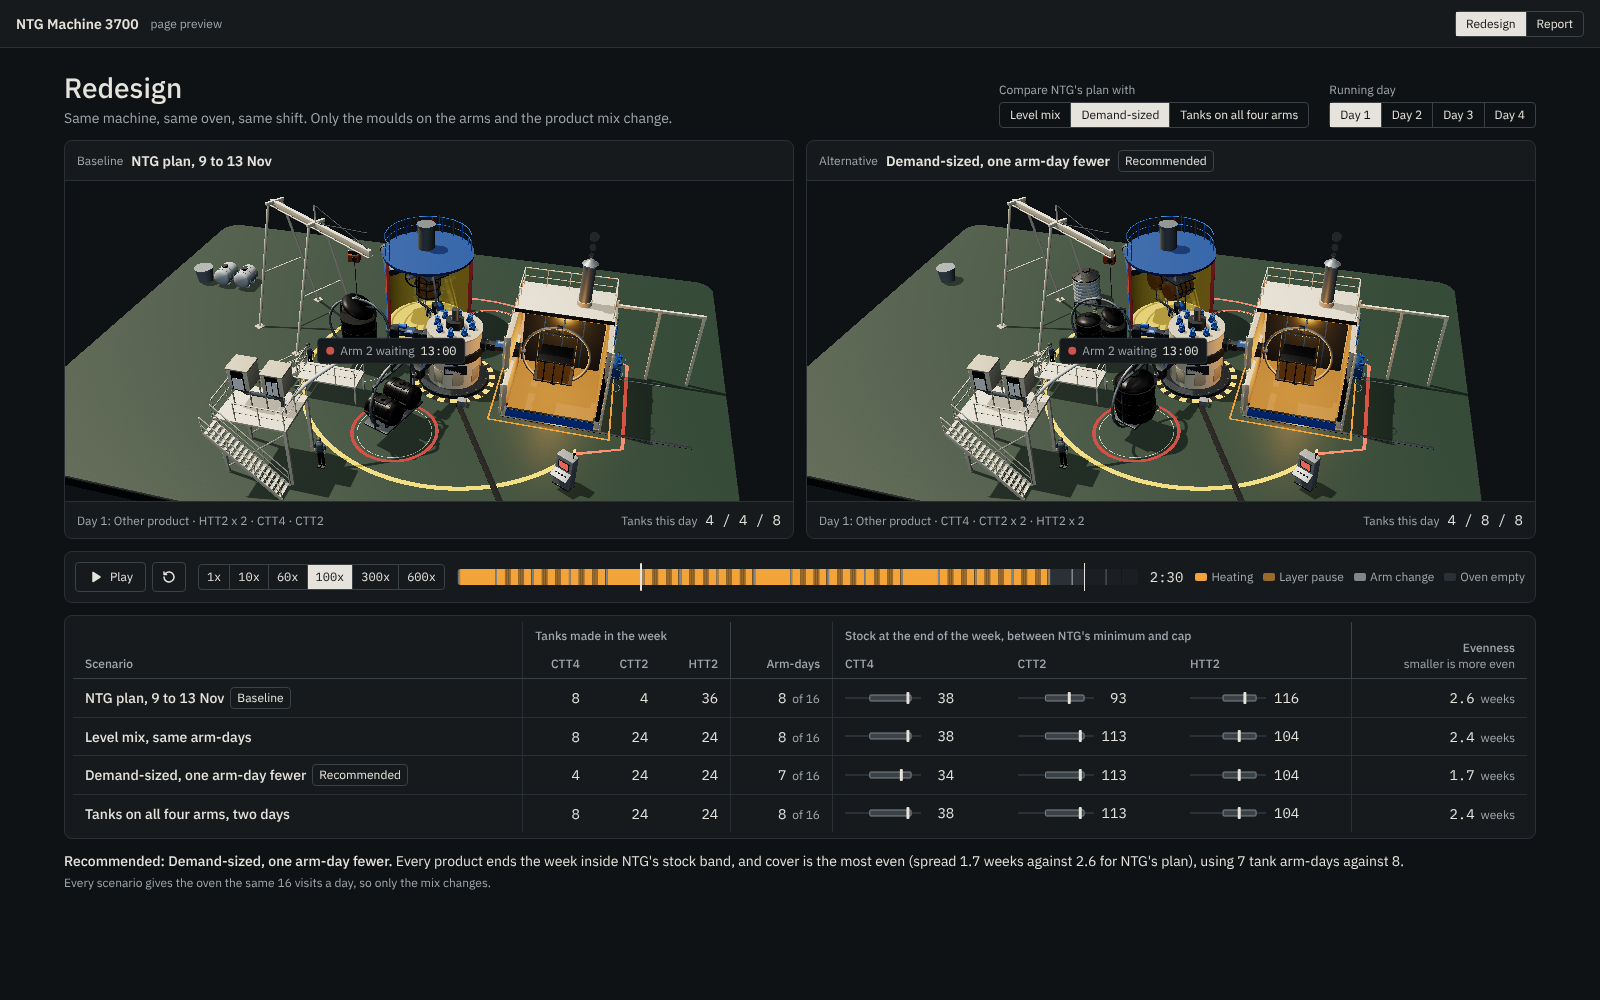 NTG Machine 3700 page preview
Redesign Report
Redesign
Same machine, same oven, same shift. Only the moulds on the arms and the product mix change.
Compare NTG's plan with
Level mix Demand-sized Tanks on all four arms
Running day
Day 1 Day 2 Day 3 Day 4
Baseline NTG plan, 9 to 13 Nov
Arm 2 waiting 13:00
Day 1: Other product · HTT2 x 2 · CTT4 · CTT2
Tanks this day 4 / 4 / 8
Alternative Demand-sized, one arm-day fewer Recommended
Arm 2 waiting 13:00
Day 1: Other product · CTT4 · CTT2 x 2 · HTT2 x 2
Tanks this day 4 / 8 / 8
Play
1x 10x 60x 100x 300x 600x
2:30
Heating Layer pause Arm change Oven empty
Tanks made in the week
Stock at the end of the week, between NTG's minimum and cap
Evenness
Scenario CTT4 CTT2 HTT2 Arm-days CTT4 CTT2 HTT2 smaller is more even
NTG plan, 9 to 13 Nov Baseline 8 4 36 8 of 16 38 93 116 2.6 weeks
Level mix, same arm-days 8 24 24 8 of 16 38 113 104 2.4 weeks
Demand-sized, one arm-day fewer Recommended 4 24 24 7 of 16 34 113 104 1.7 weeks
Tanks on all four arms, two days 8 24 24 8 of 16 38 113 104 2.4 weeks
Recommended: Demand-sized, one arm-day fewer. Every product ends the week inside NTG's stock band, and cover is the most even (spread 1.7 weeks against 2.6 for NTG's plan), using 7 tank arm-days against 8.
Every scenario gives the oven the same 16 visits a day, so only the mix changes.